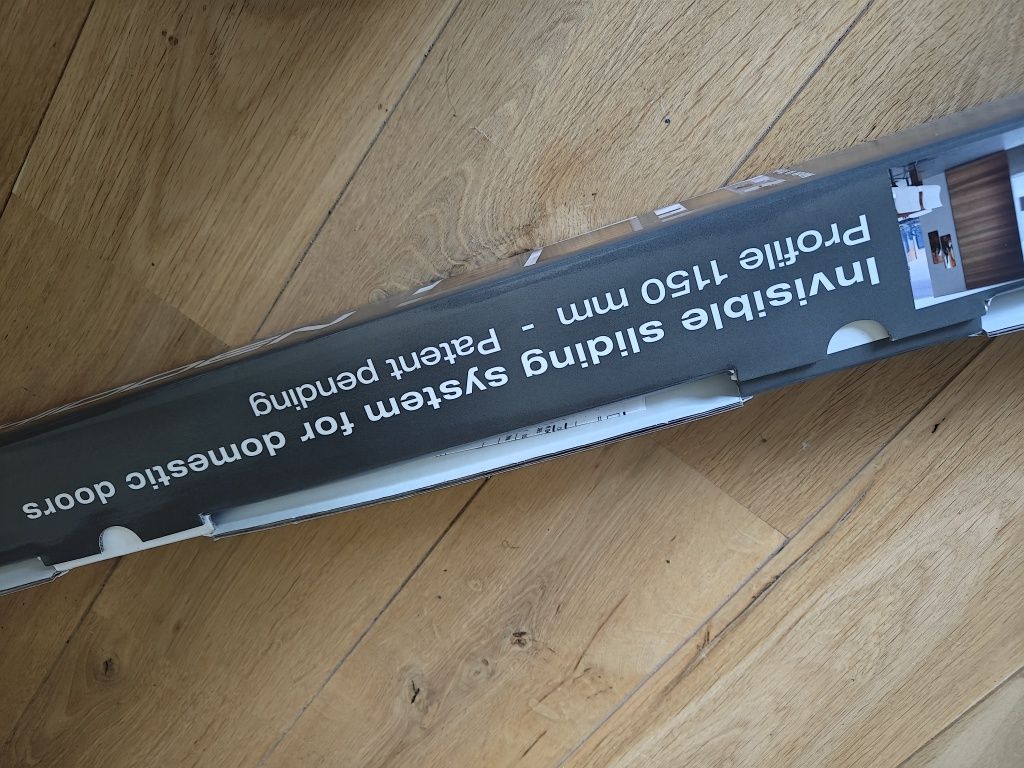 Invisible sliding system for domestic doors
Profile 1150 mm - Patent pending